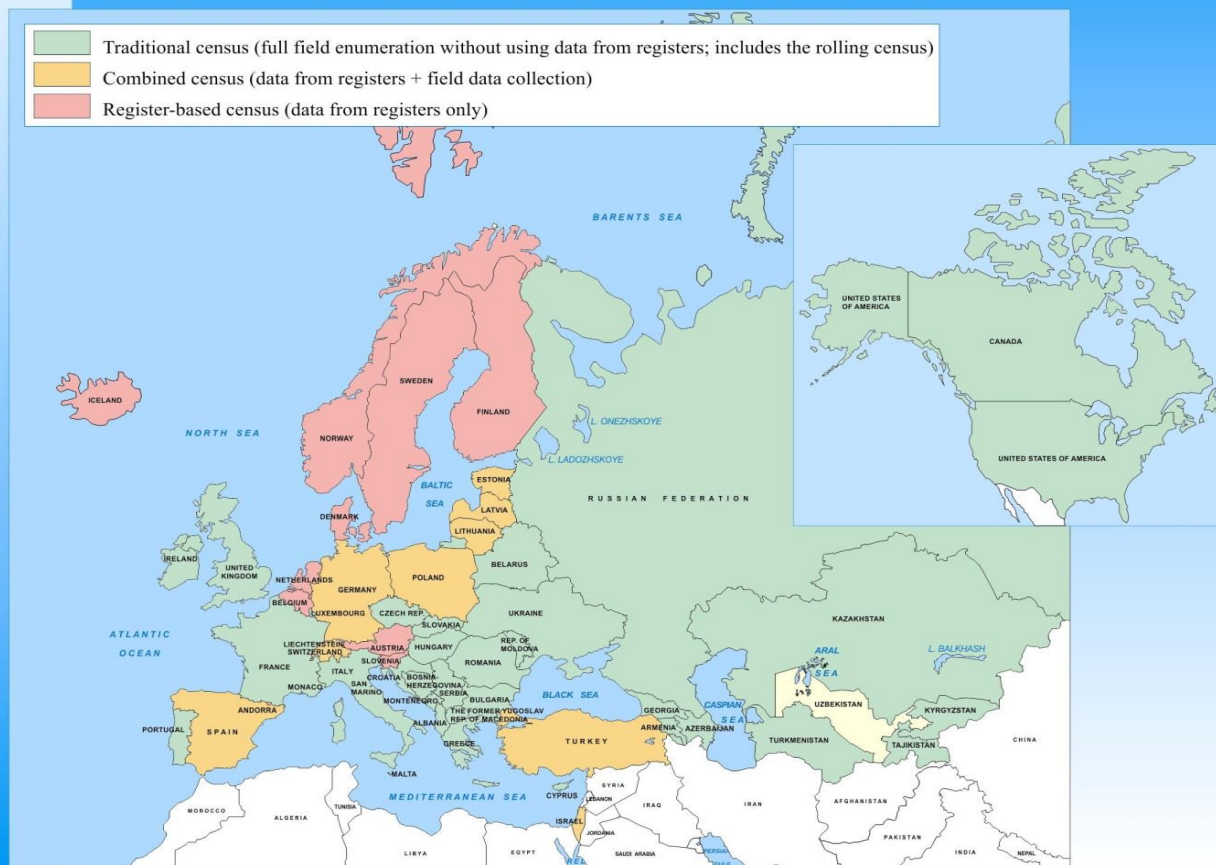 Traditional census (full field enumeration without using data from registers; includes the rolling census)
Combined census (data from registers + field data collection)
Register-based census (data from registers only)
BARENTS SEA
UNITED STATES
OF AMERICA
CANADA
UNITED STATES OF AMERICA
ICELAND
SWEDEN
FINLAND
NORWAY
NORTH SEA
L. ONEZHSKOYE
L. LADOZHSKOYE
BALTIC
SEA
ESTONIA
LATVIA
LITHUANIA
RUSSIAN FEDERATION
DENMARK
IRELAND
UNITED
KINGDOM
NETHERLANDS
BELGIUM
GERMANY
POLAND
BELARUS
LUXEMBOURG
CZECH REP.
SLOVAKIA
UKRAINE
KAZAKHSTAN
ATLANTIC
OCEAN
LIECHTENSTEIN
SWITZERLAND
AUSTRIA
HUNGARY
REP. OF
MOLDOVA
SLOVENIA
ROMANIA
FRANCE
ITALY
CROATIA
BOSNIA-
HERZEGOVINA
SERBIA
MONACO
SAN
MARINO
MONTENEGRO
BULGARIA
BLACK SEA
ARAL
SEA
L. BALKHASH
UZBEKISTAN
KYRGYZSTAN
CASPIAN
SEA
ANDORRA
PORTUGAL
SPAIN
THE FORMER YUGOSLAV
REP. OF MACEDONIA
ALBANIA
GREECE
TURKEY
GEORGIA
ARMENIA
AZERBAIJAN
TURKMENISTAN
TAJIKISTAN
CHINA
MALTA
MEDITERRANEAN SEA
CYPRUS
SYRIA
LEBANON
ISRAEL
JORDANIA
IRAQ
IRAN
AFGHANISTAN
MOROCCO
ALGERIA
TUNISIA
LIBYA
EGYPT
SAUDI ARABIA
PERSIAN
PAKISTAN
INDIA
NEPAL